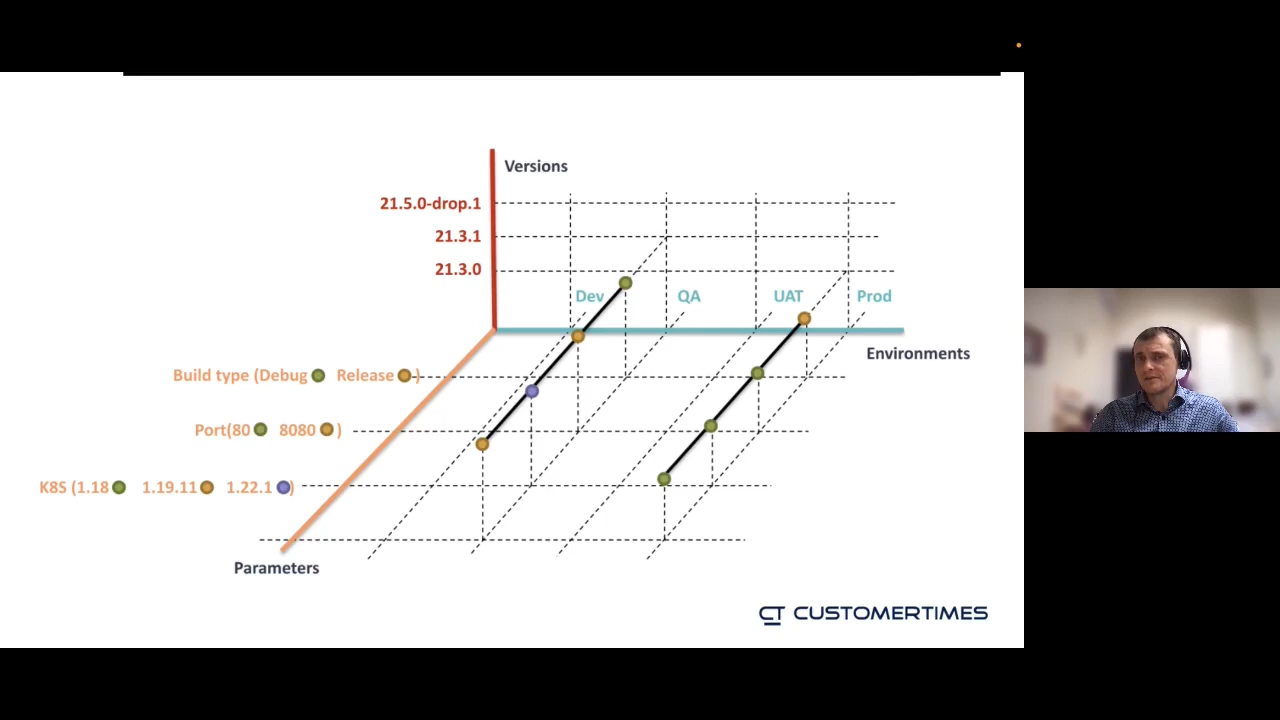 Versions
21.5.0-drop.1
21.3.1
21.3.0
Dev QA UAT Prod
Environments
Build type (Debug Release )
Port(80 8080 )
K8S (1.18 1.19.11 1.22.1 )
Parameters
CT CUSTOMERTIMES